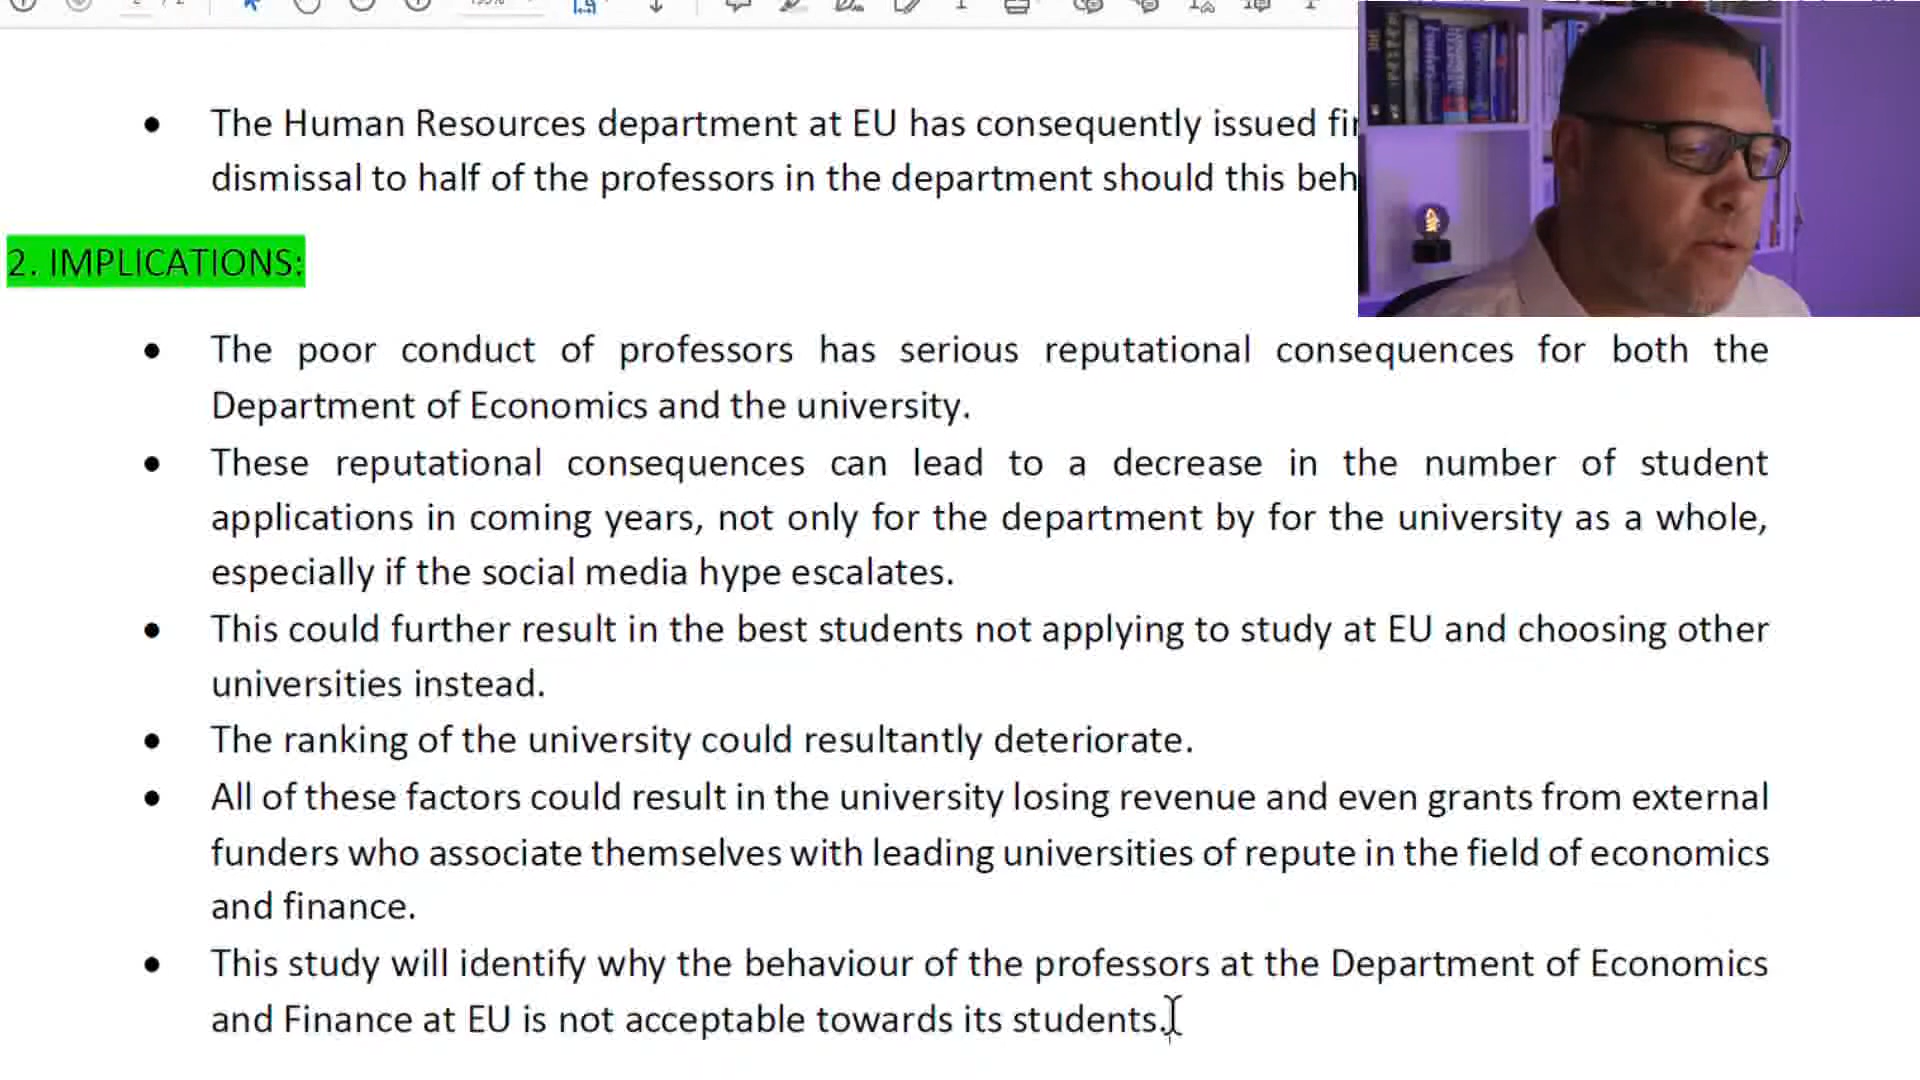 The Human Resources department at EU has consequently issued
dismissal to half of the professors in the department should this
2. IMPLICATIONS:
The poor conduct of professors has serious reputational consequences for both the
Department of Economics and the university.
These reputational consequences can lead to a decrease in the number of student
applications in coming years, not only for the department by for the university as a whole,
especially if the social media hype escalates.
This could further result in the best students not applying to study at EU and choosing other
universities instead.
The ranking of the university could resultantly deteriorate.
All of these factors could result in the university losing revenue and even grants from external
funders who associate themselves with leading universities of repute in the field of economics
and finance.
This study will identify why the behaviour of the professors at the Department of Economics
and Finance at EU is not acceptable towards its students.